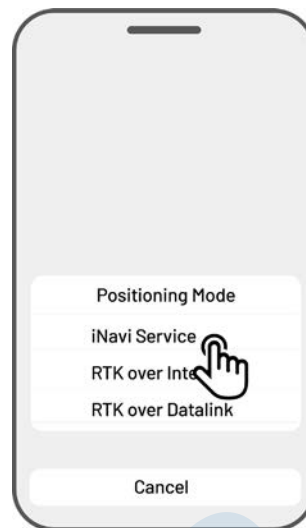 Positioning Mode
iNavi Service
RTK over
RTK over Datalink
Cancel